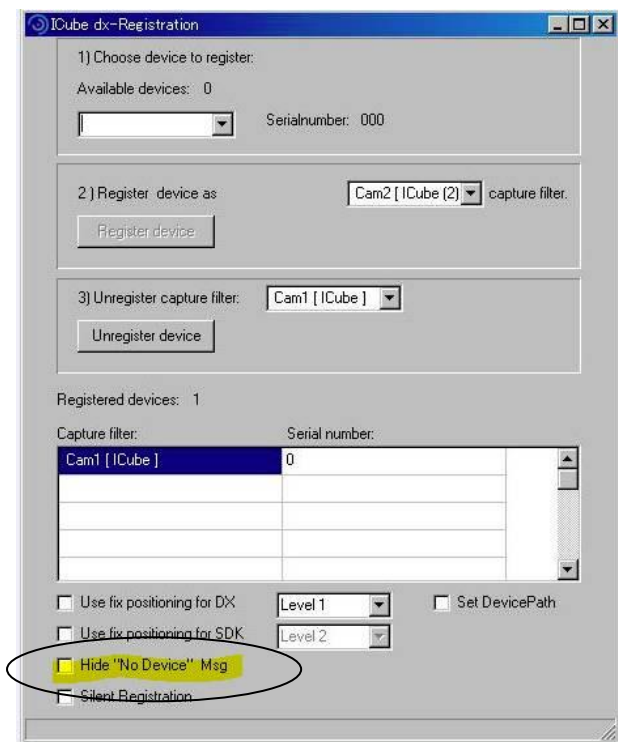 ICube dx-Registration
1) Choose device to register:
Available devices: 0
Serialnumber: 000
2 ) Register device as
Cam2 [ ICube (2)
capture filter.
Register device
3) Unregister capture filter:
Cam1 [ ICube ]
Unregister device
Registered devices: 1
Capture filter:
Serial number:
Cam1 [ ICube ]
0
Use fix positioning for DX
Level 1
Set DevicePath
Use fix positioning for SDK
Level 2
Hide "No Device" Msg
Silent Registration